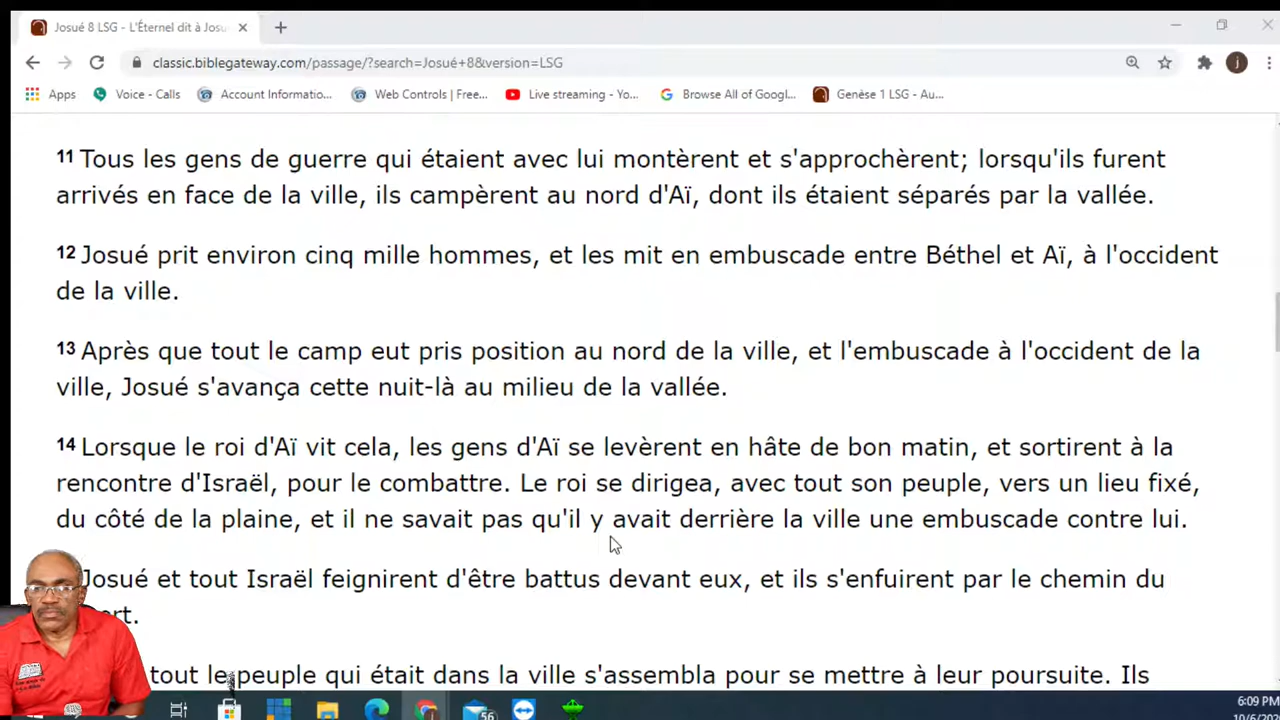 Josué 8 LSG - L'Éternel dit à Josu
classic.biblegateway.com/passage/?search=Josué+8&version=LSG
j
Apps Voice - Calls Account Informatio... Web Controls | Free... Live streaming - Yo... Browse All of Googl... Genèse 1 LSG - Au...
11 Tous les gens de guerre qui étaient avec lui montèrent et s'approchèrent; lorsqu'ils furent
arrivés en face de la ville, ils campèrent au nord d'Aï, dont ils étaient séparés par la vallée.
12 Josué prit environ cinq mille hommes, et les mit en embuscade entre Béthel et Aï, à l'occident
de la ville.
13 Après que tout le camp eut pris position au nord de la ville, et l'embuscade à l'occident de la
ville, Josué s'avança cette nuit-là au milieu de la vallée.
14 Lorsque le roi d'Aï vit cela, les gens d'Aï se levèrent en hâte de bon matin, et sortirent à la
rencontre d'Israël, pour le combattre. Le roi se dirigea, avec tout son peuple, vers un lieu fixé,
du côté de la plaine, et il ne savait pas qu'il y avait derrière la ville une embuscade contre lui.
Josué et tout Israël feignirent d'être battus devant eux, et ils s'enfuirent par le chemin du
tout le peuple qui était dans la ville s'assembla pour se mettre à leur poursuite. Ils
56
6:09 PM